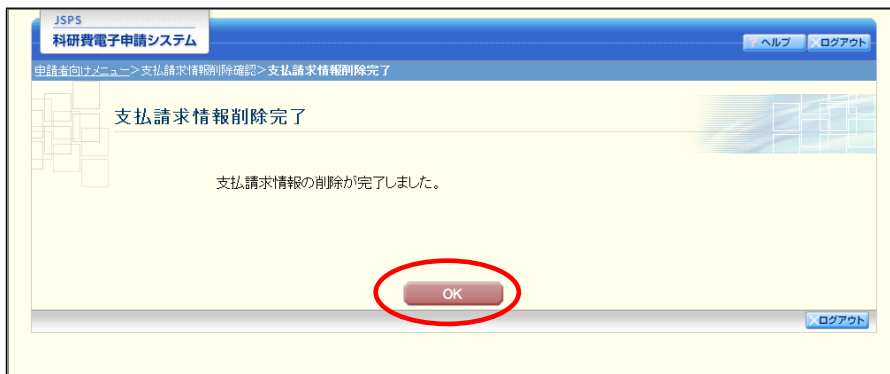 JSPS
科研費電子申請システム
? ヘルプ ×ログアウト
申請者向けメニュー>支払請求情報削除確認>支払請求情報削除完了
支払請求情報削除完了
支払請求情報の削除が完了しました。
OK
×ログアウト